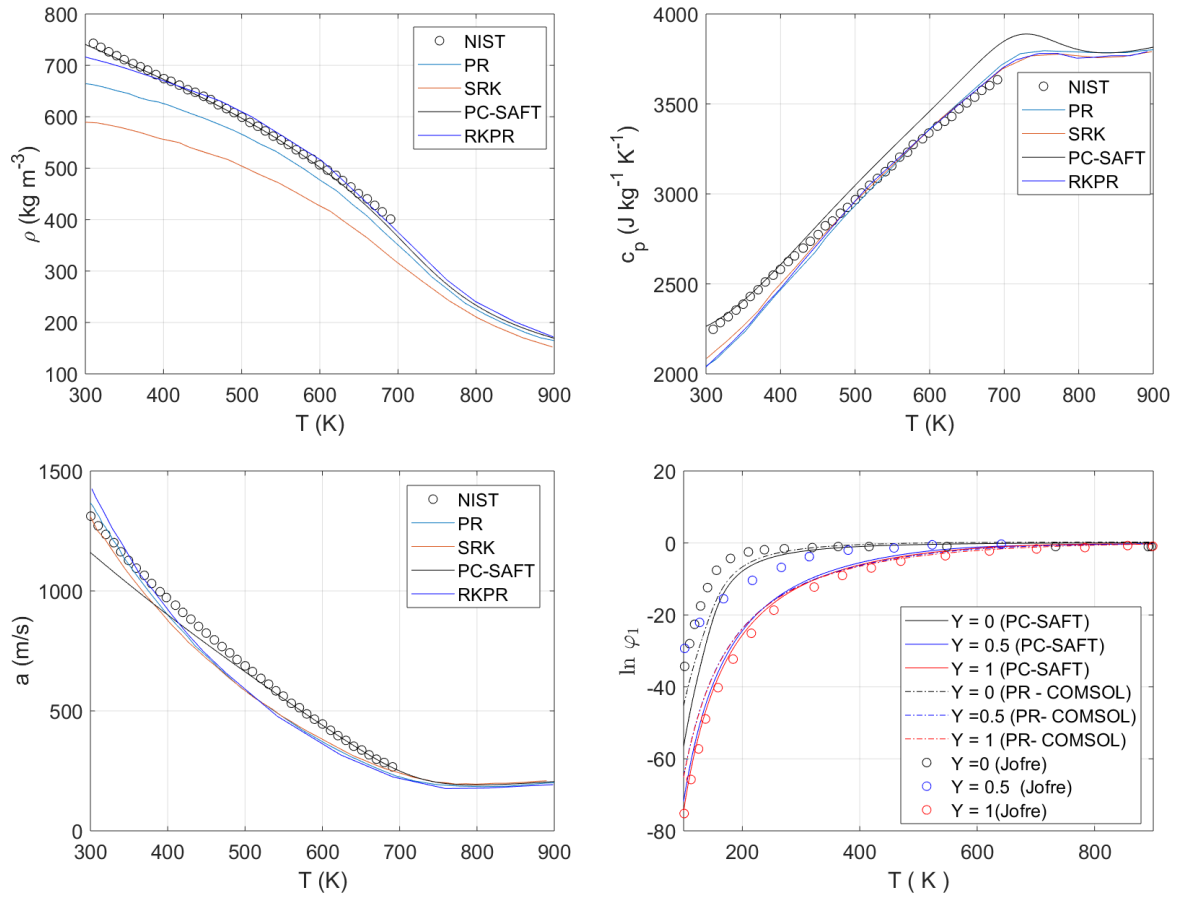 800
700
600
500
400
300
200
100
300 400 500 600 700 800 900
T (K)
ρ (kg m-3)
NIST
PR
SRK
PC-SAFT
RKPR
4000
3500
3000
2500
2000
300 400 500 600 700 800 900
T (K)
cp (J kg-1 K-1)
NIST
PR
SRK
PC-SAFT
RKPR
1500
1000
500
0
300 400 500 600 700 800 900
T (K)
a (m/s)
NIST
PR
SRK
PC-SAFT
RKPR
20
0
-20
-40
-60
-80
200 400 600 800
T ( K )
ln φ1
Y = 0 (PC-SAFT)
Y = 0.5 (PC-SAFT)
Y = 1 (PC-SAFT)
Y = 0 (PR - COMSOL)
Y =0.5 (PR- COMSOL)
Y = 1 (PR- COMSOL)
Y =0 (Jofre)
Y = 0.5 (Jofre)
Y = 1(Jofre)